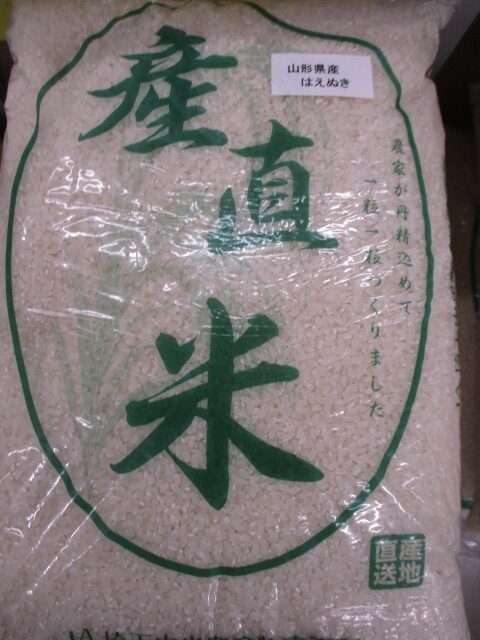 産直米
山形県産
はえぬき
農家が丹精込めて
一粒一粒つくりました
産地
直送